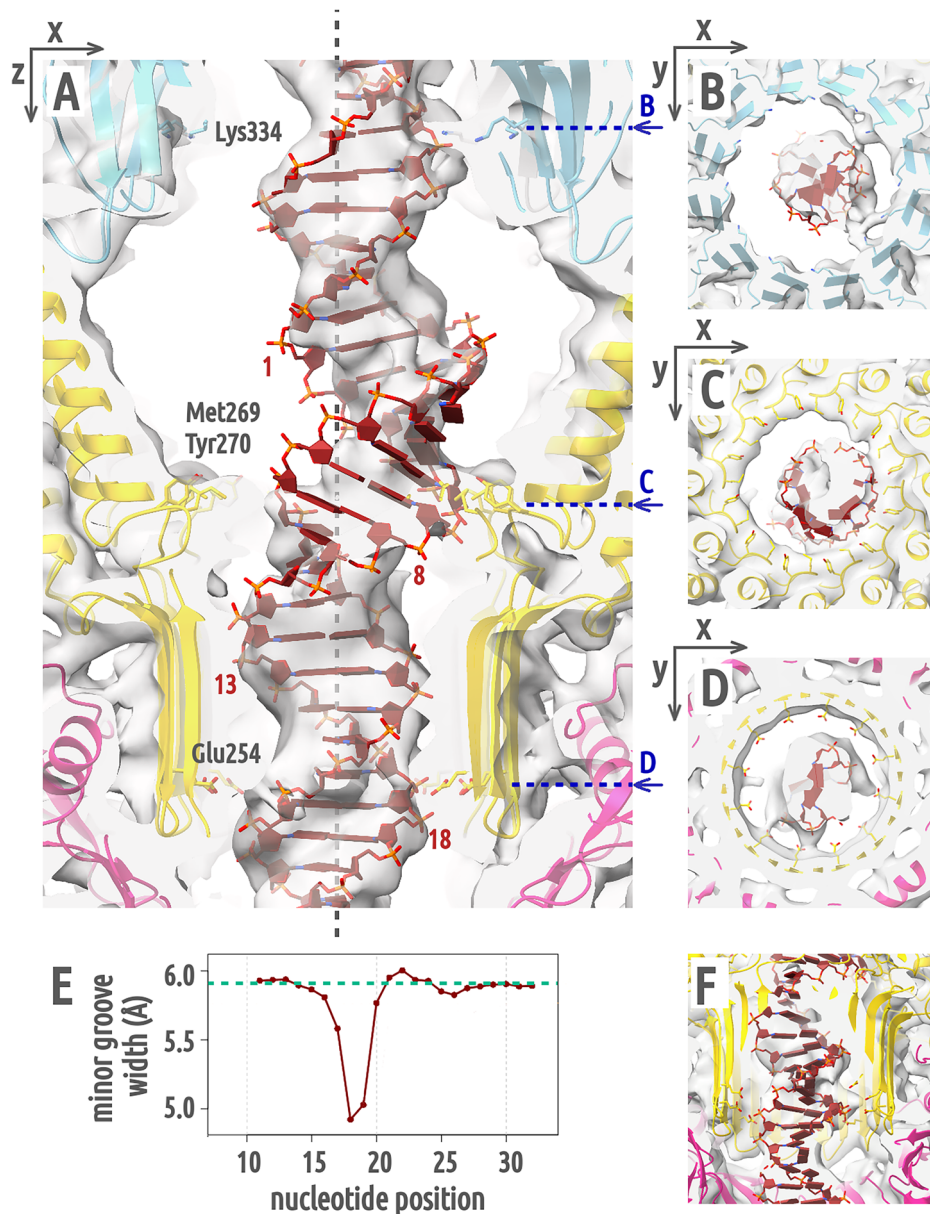 x
z
A
Lys334
B
1
Met269
Tyr270
C
8
13
Glu254
D
18
x
y
B
x
y
C
x
y
D
E
minor groove
width (Å)
6.0
5.5
5.0
10
15
20
25
30
nucleotide position
F